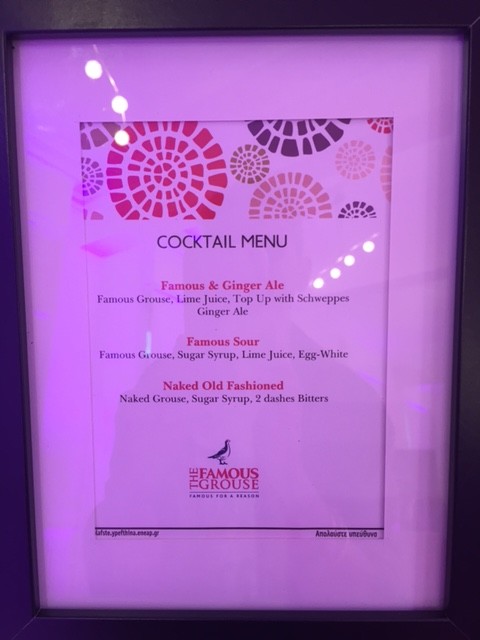 COCKTAIL MENU
Famous & Ginger Ale
Famous Grouse, Lime Juice, Top Up with Schweppes
Ginger Ale
Famous Sour
Famous Grouse, Sugar Syrup, Lime Juice, Egg-White
Naked Old Fashioned
Naked Grouse, Sugar Syrup, 2 dashes Bitters
THE FAMOUS
GROUSE
FAMOUS FOR A REASON
Απολαύστε υπεύθυνα